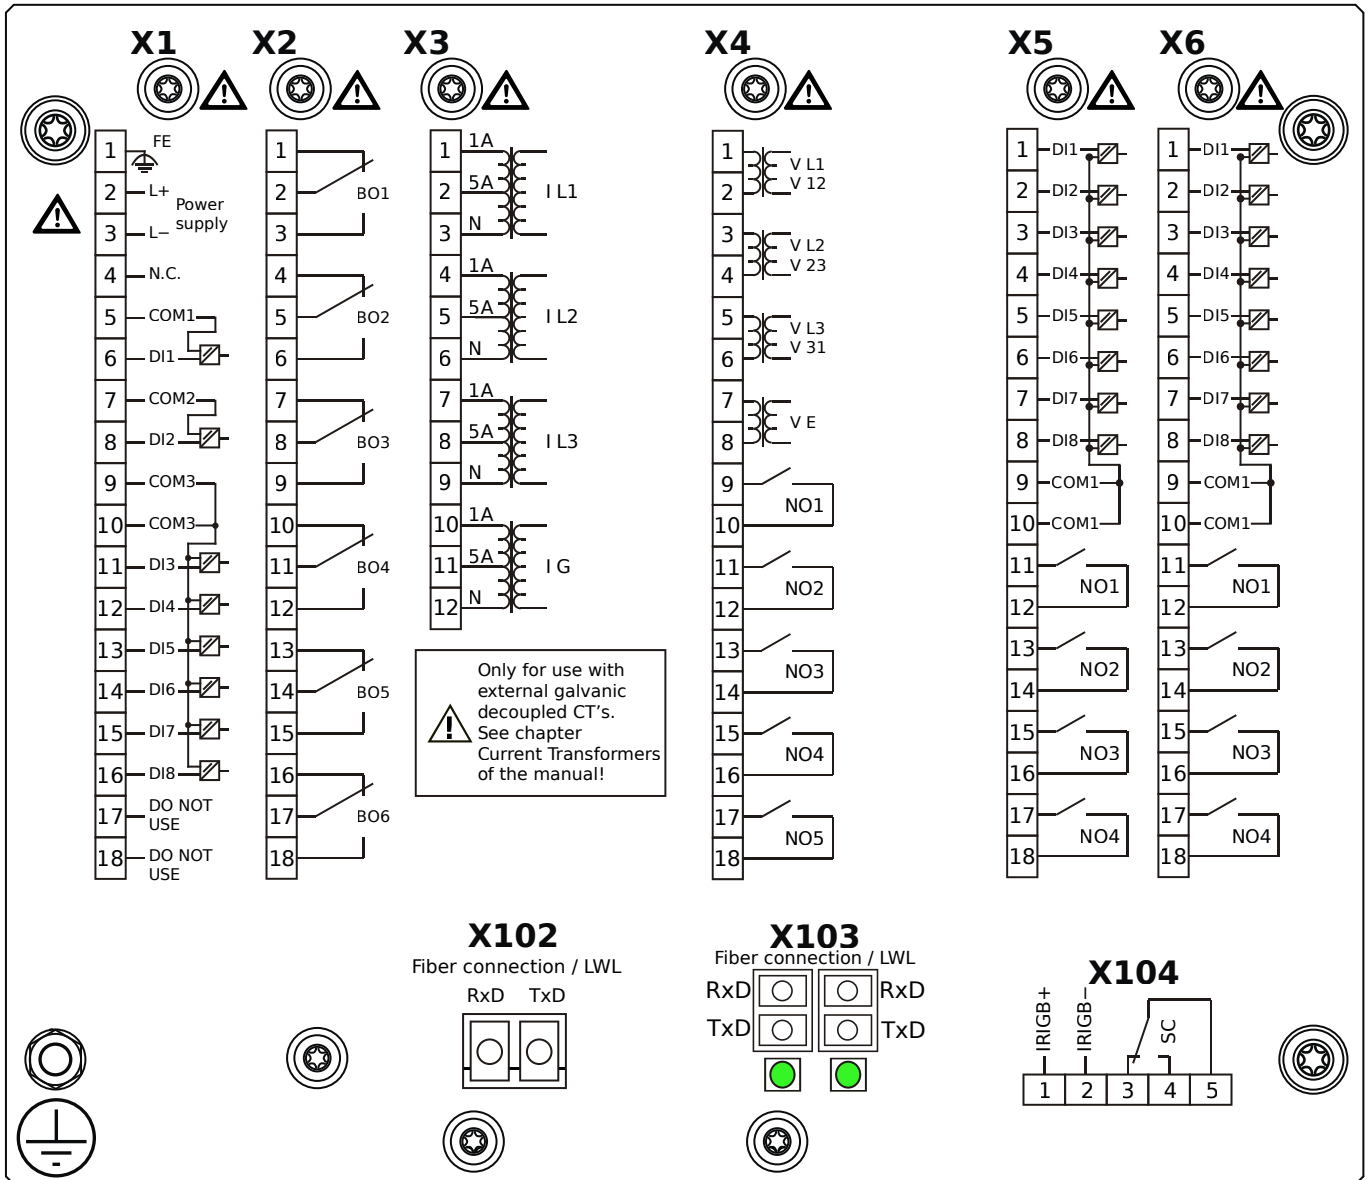 X1 X2 X3 X4 X5 X6
1 FE
2 L+
Power
supply
3 L−
4 N.C.
5 COM1
6 DI1
7 COM2
8 DI2
9 COM3
10 COM3
11 DI3
12 DI4
13 DI5
14 DI6
15 DI7
16 DI8
17 DO NOT
USE
18 DO NOT
USE
1
2 BO1
3
4
5 BO2
6
7
8 BO3
9
10
11 BO4
12
13
14 BO5
15
16
17 BO6
18
1 1A
2 5A I L1
3 N
4 1A
5 5A I L2
6 N
7 1A
8 5A I L3
9 N
10 1A
11 5A I G
12 N
Only for use with
external galvanic
decoupled CT's.
See chapter
Current Transformers
of the manual!
1 V L1
2 V 12
3 V L2
4 V 23
5 V L3
6 V 31
7 V E
8
9
NO1
10
11
NO2
12
13
NO3
14
15
NO4
16
17
NO5
18
1 DI1
2 DI2
3 DI3
4 DI4
5 DI5
6 DI6
7 DI7
8 DI8
9 COM1
10 COM1
11
NO1
12
13
NO2
14
15
NO3
16
17
NO4
18
1 DI1
2 DI2
3 DI3
4 DI4
5 DI5
6 DI6
7 DI7
8 DI8
9 COM1
10 COM1
11
NO1
12
13
NO2
14
15
NO3
16
17
NO4
18
X102
Fiber connection / LWL
RxD TxD
X103
Fiber connection / LWL
RxD RxD
TxD TxD
X104
IRIGB+ IRIGB− SC
1 2 3 4 5